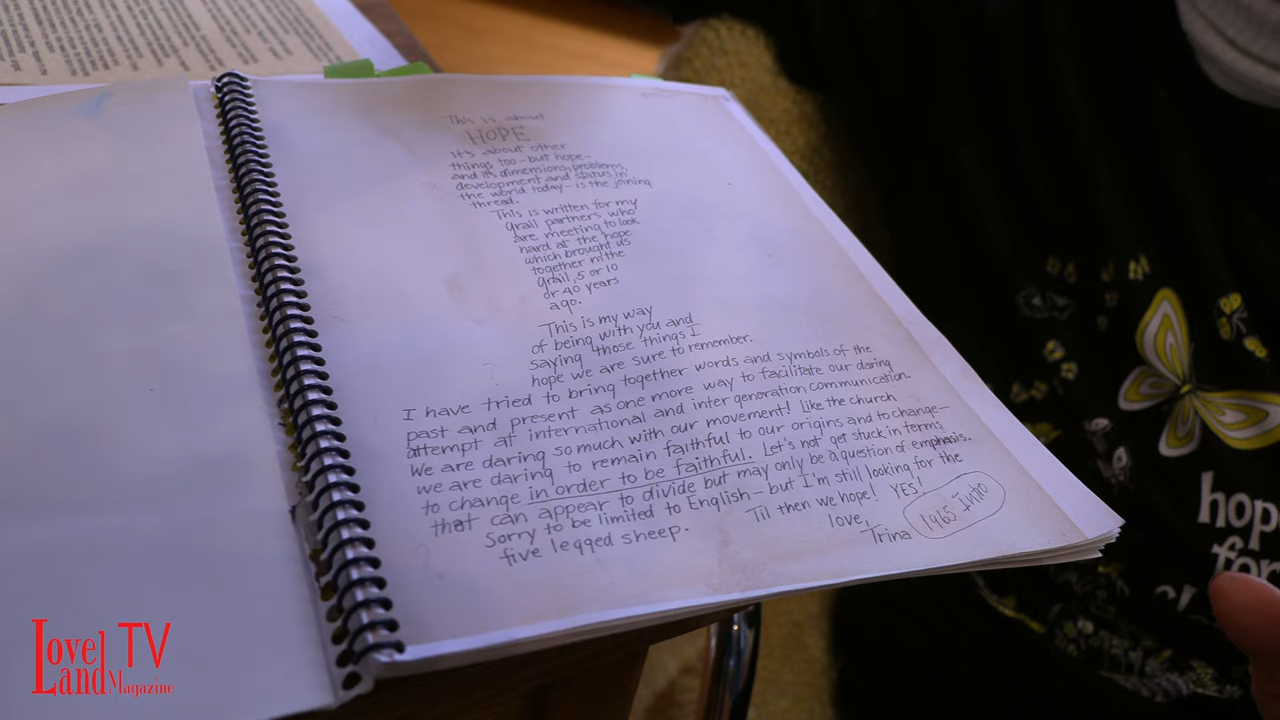 This is about
HOPE
It's about other
things too – but hope –
and its dimensions, problems,
development and status in
the world today – is the joining
thread.
This is written for my
grail partners who
are meeting to look
hard at the hope
which brought us
together in the
grail, 5 or 10
or 40 years
ago.
This is my way
of being with you and
saying those things I
hope we are sure to remember.
I have tried to bring together words and symbols of the
past and present as one more way to facilitate our daring
attempt at international and inter generation communication.
We are daring so much with our movement! Like the church
we are daring to remain faithful to our origins and to change–
to change in order to be faithful. Let's not get stuck in terms
that can appear to divide but may only be a question of emphasis.
Sorry to be limited to English – but I'm still looking for the
five legged sheep. Til then we hope! YES!
love,
Trina
1965 Intro
hop
for
LoveLand TV
Magazine